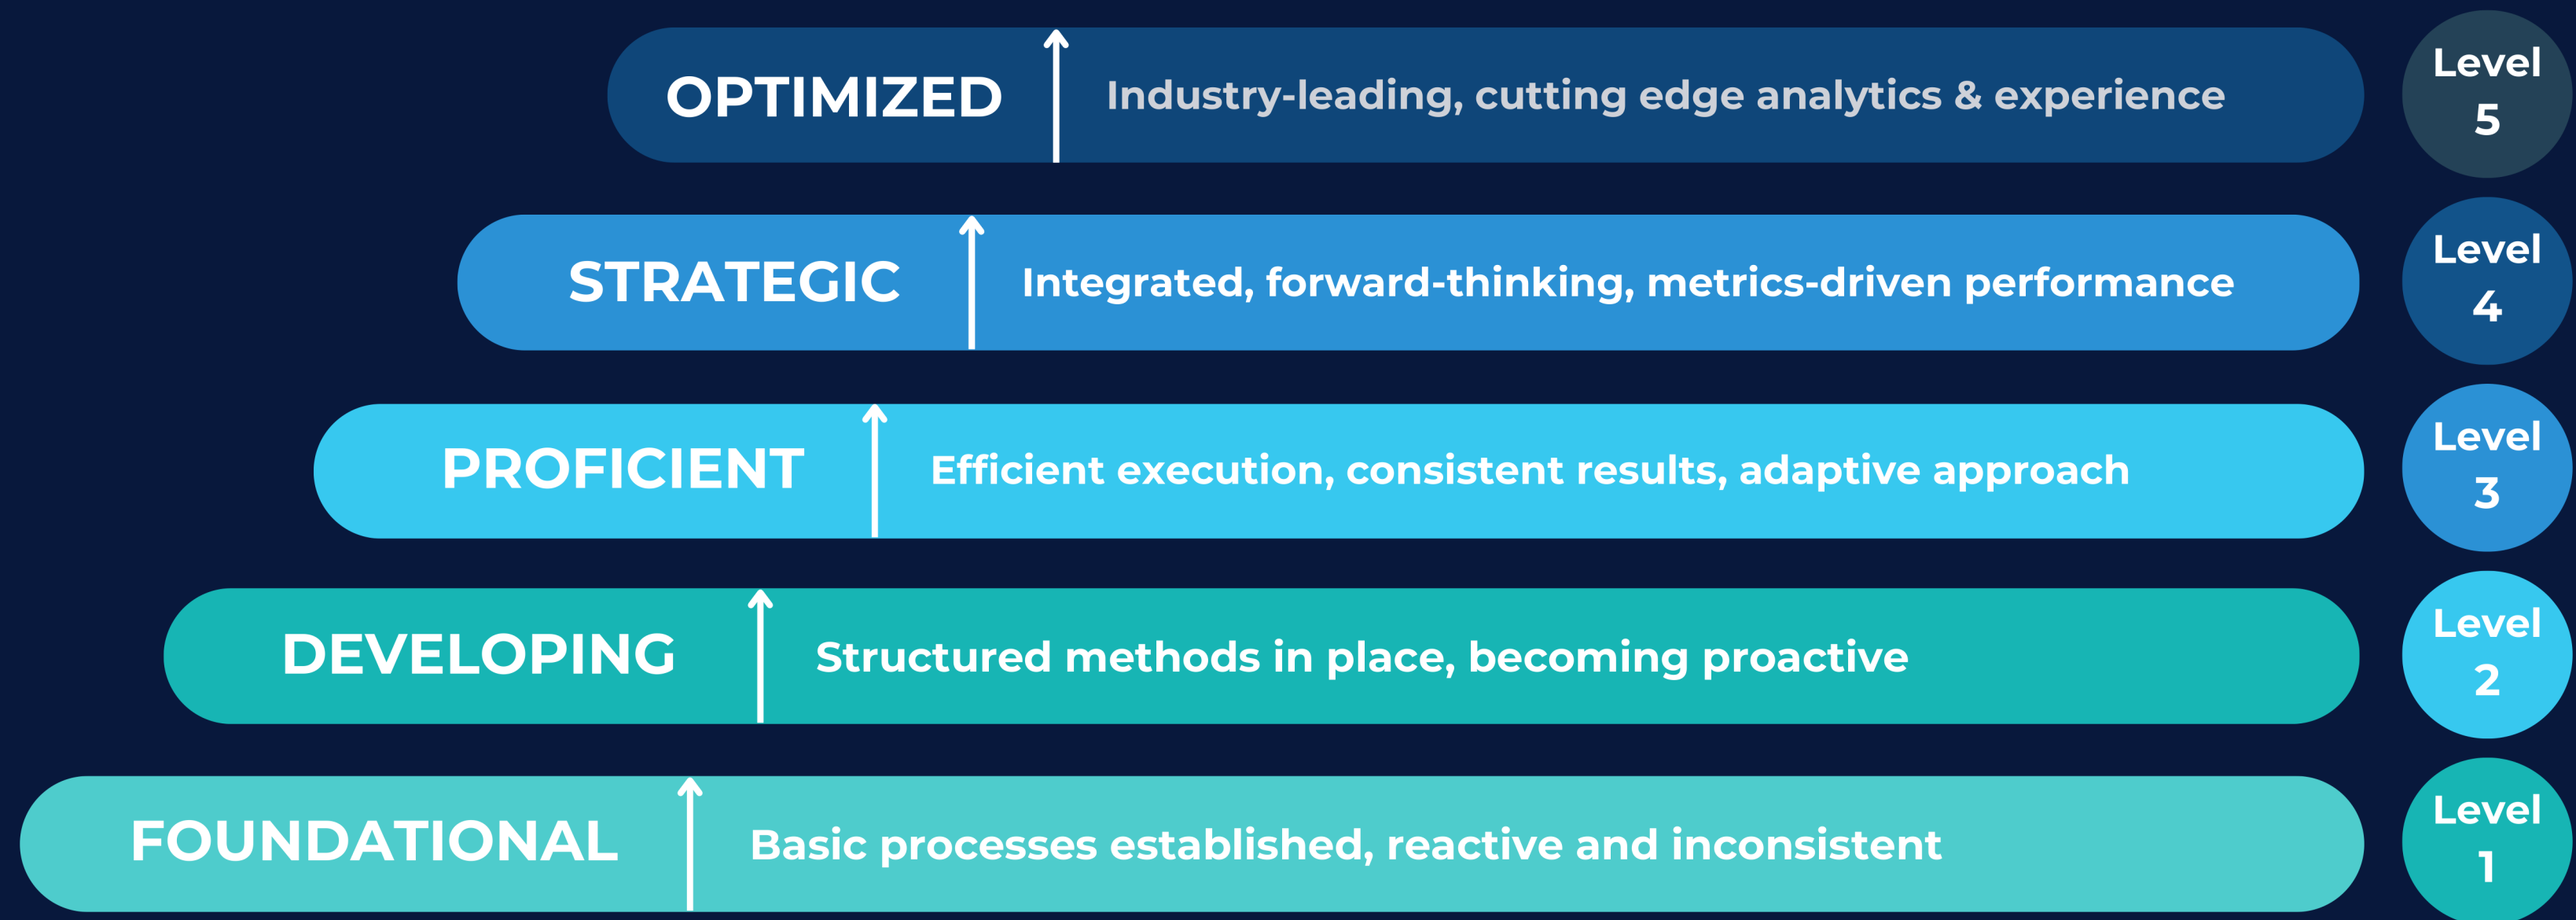 OPTIMIZED
Industry-leading, cutting edge analytics & experience
Level
5
STRATEGIC
Integrated, forward-thinking, metrics-driven performance
Level
4
PROFICIENT
Efficient execution, consistent results, adaptive approach
Level
3
DEVELOPING
Structured methods in place, becoming proactive
Level
2
FOUNDATIONAL
Basic processes established, reactive and inconsistent
Level
1